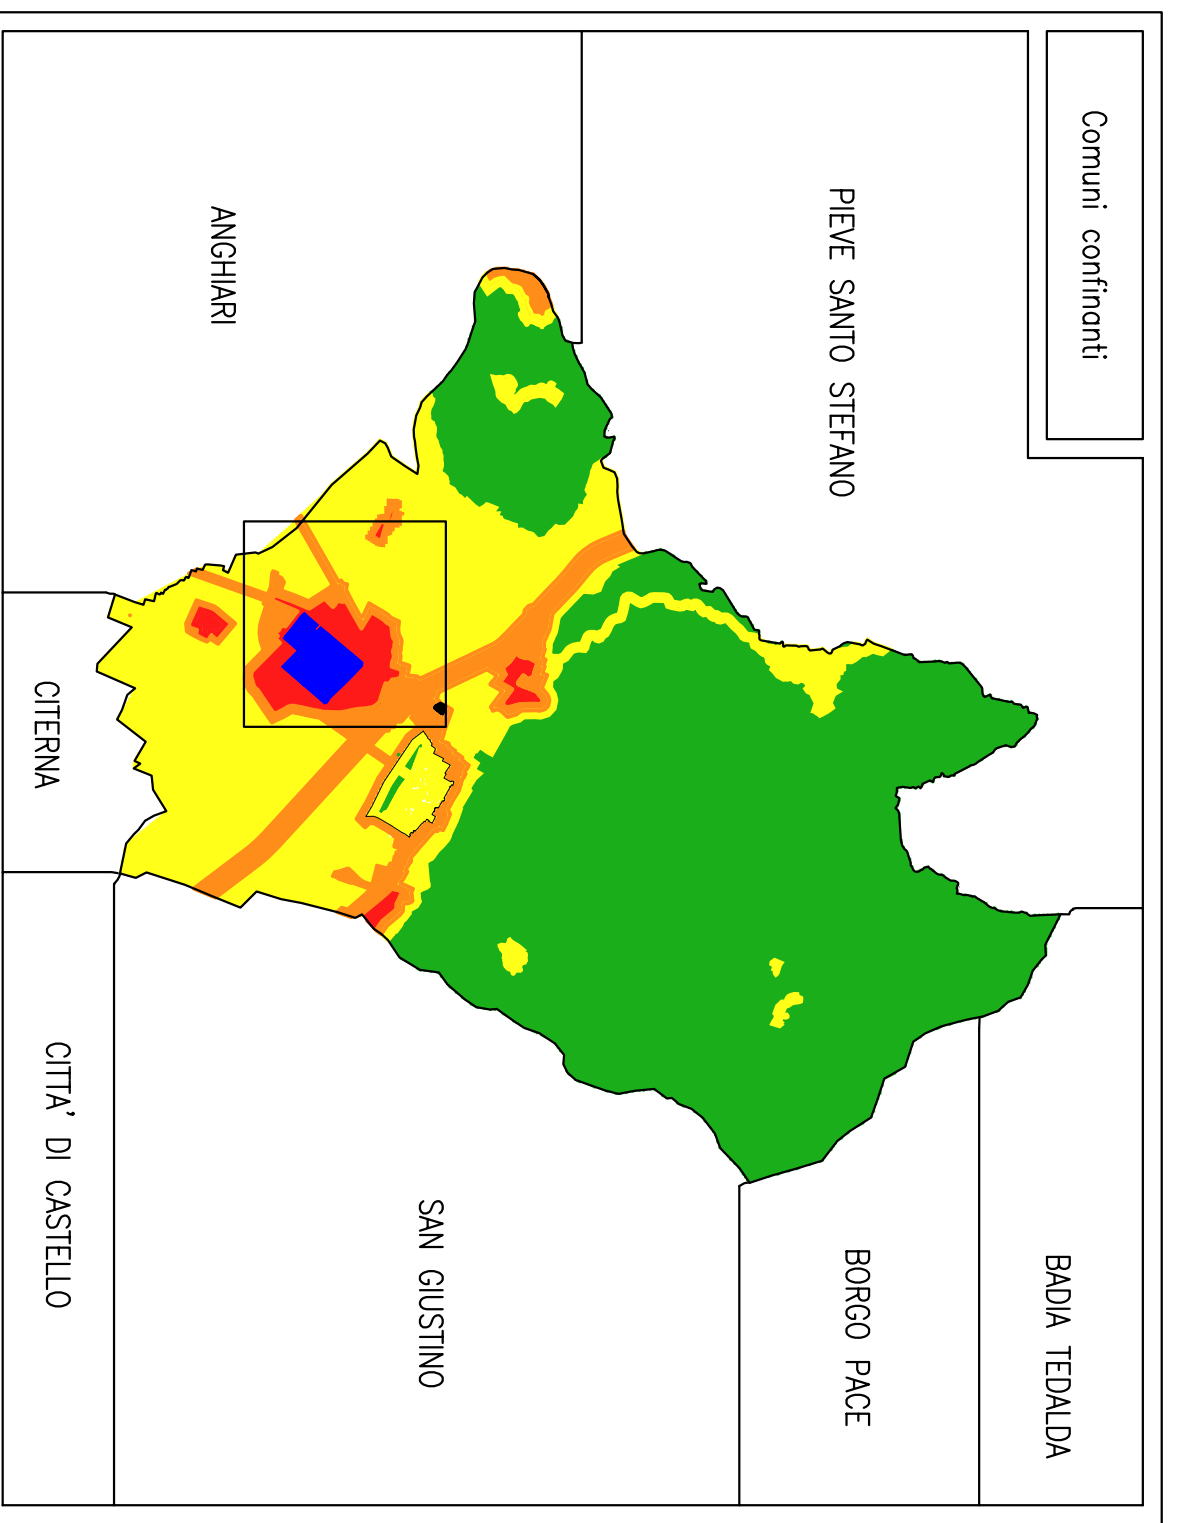 Comuni confinanti
PIEVE SANTO STEFANO
BADIA TEDALDA
BORGO PACE
ANGHIARI
SAN GIUSTINO
CITERNA
CITTA' DI CASTELLO